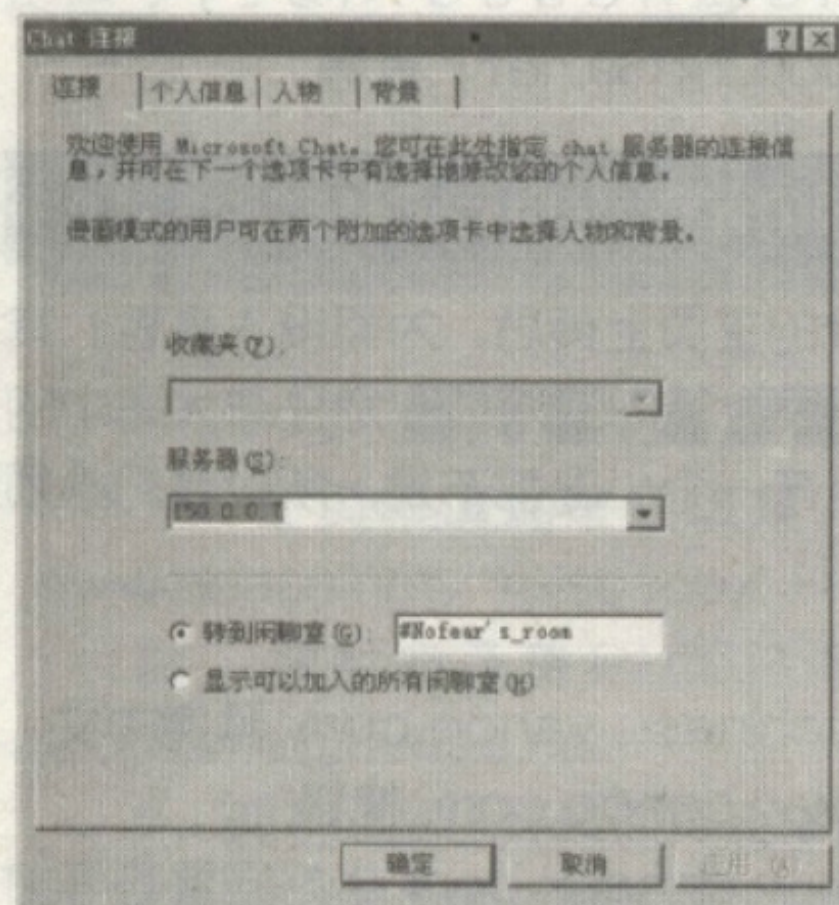 Chat 连接
连接 个人信息 人物 背景
欢迎使用 Microsoft Chat。您可在此处指定 chat 服务器的连接信
息，并可在下一个选项卡中有选择地修改您的个人信息。
漫画模式的用户可在两个附加的选项卡中选择人物和背景。
收藏夹(F):
服务器(S):
转到闲聊室(G): #Nofear's_room
显示可以加入的所有闲聊室(H)
确定 取消 应用(A)